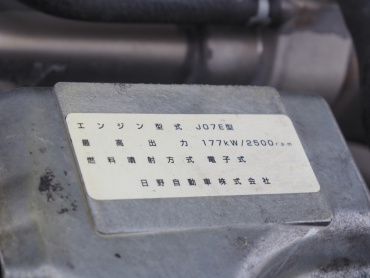 エンジン型式 J07E型
最高出力 177kW/2500rpm
燃料噴射方式 電子式
日野自動車株式会社